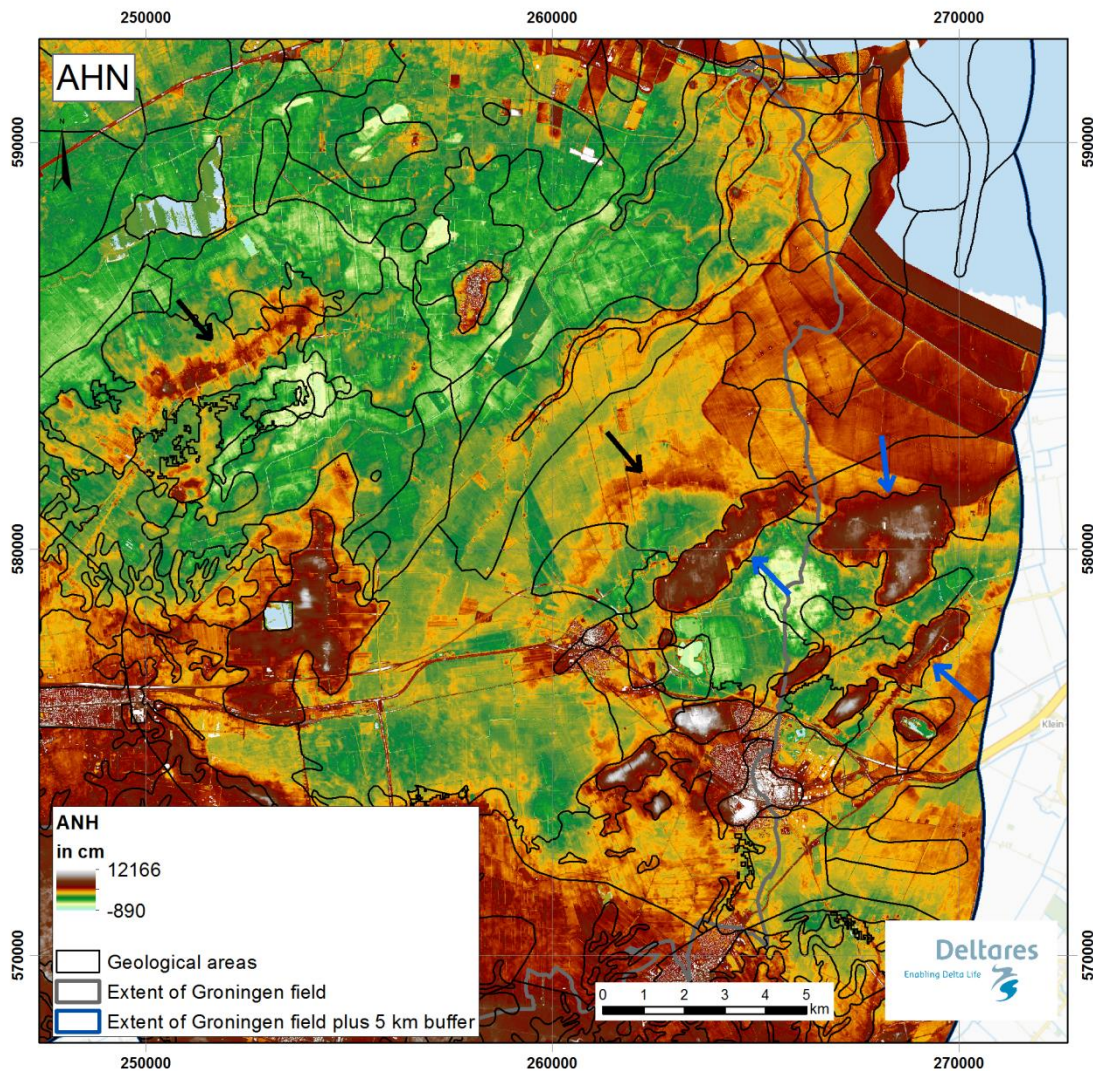 250000
260000
270000
AHN
N
590000
590000
580000
580000
Klein
ANH
in cm
12166
-890
Geological areas
Extent of Groningen field
Extent of Groningen field plus 5 km buffer
570000
570000
Deltares
Enabling Delta Life
0 1 2 3 4 5
km
250000
260000
270000